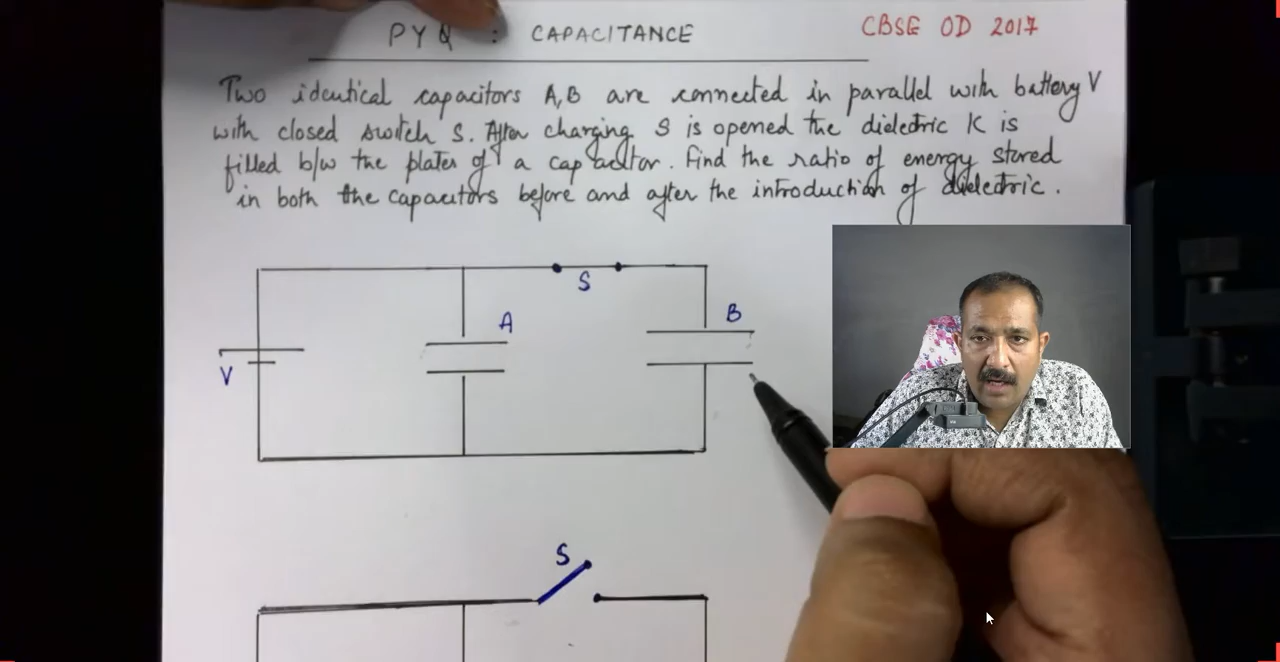 PYQ : CAPACITANCE
CBSE OD 2017
Two identical capacitors A, B are connected in parallel with battery V
with closed switch S. After charging S is opened the dielectric K is
filled b/w the plates of a capacitor. Find the ratio of energy stored
in both the capacitors before and after the introduction of dielectric.
S
A
B
V
S